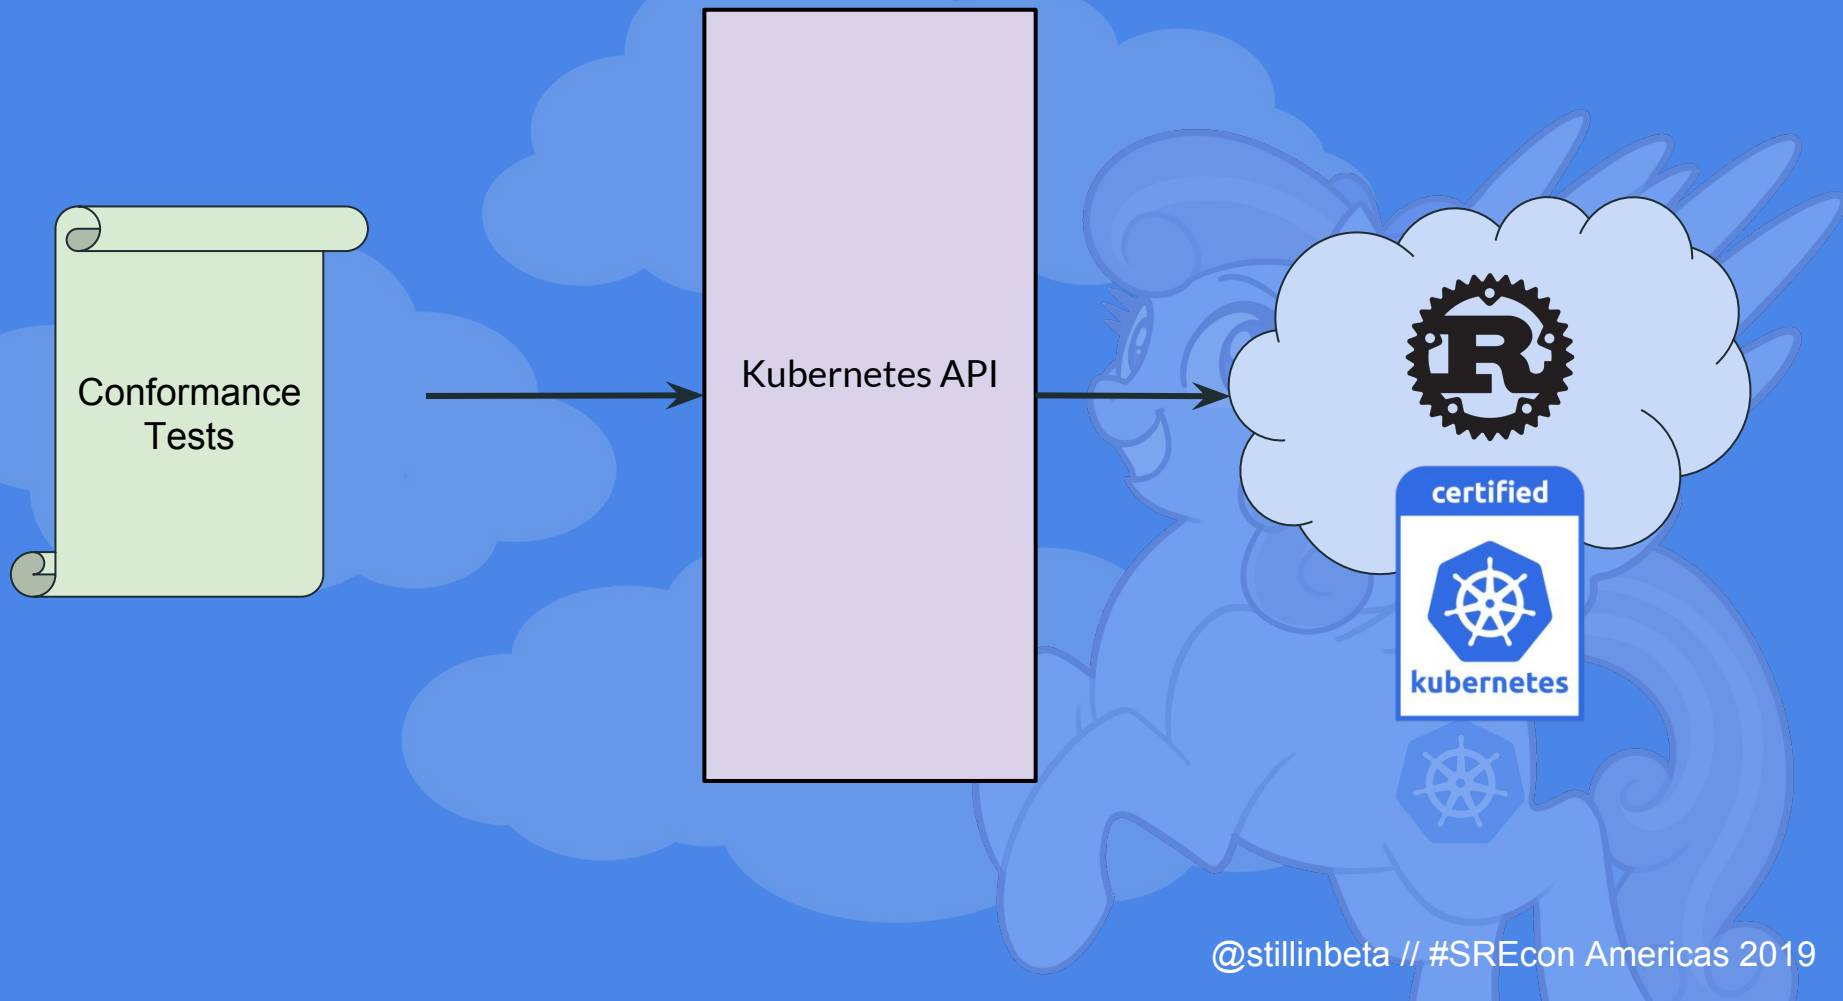 Conformance
Tests
Kubernetes API
R
certified
kubernetes
@stillinbeta // #SREcon Americas 2019